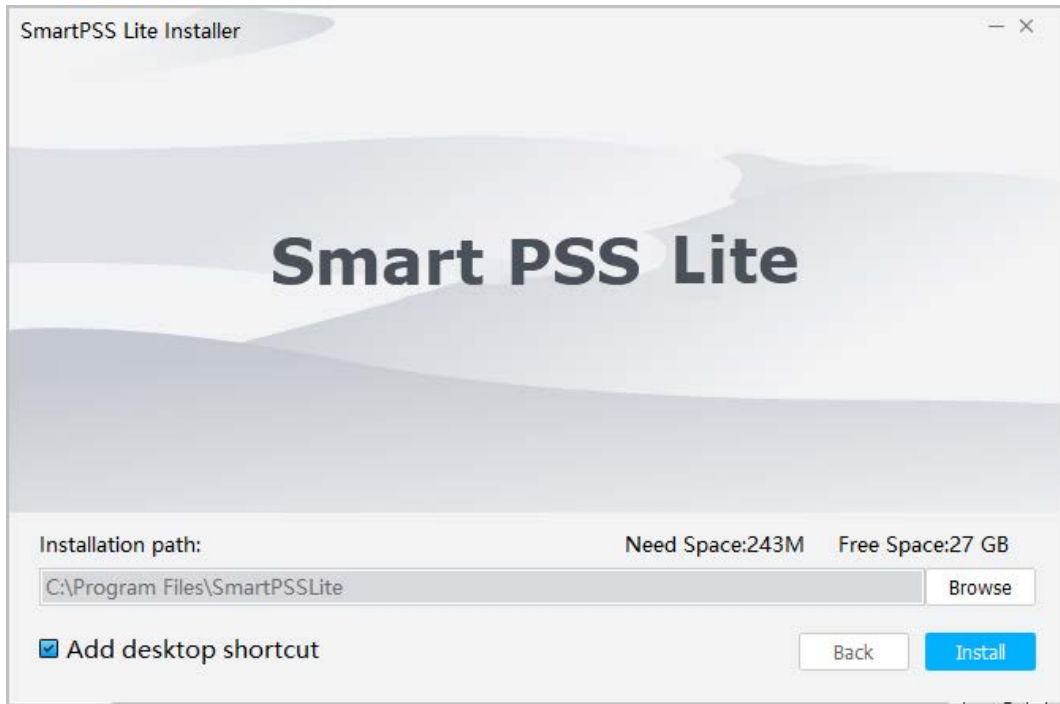 SmartPSS Lite Installer
Smart PSS Lite
Installation path: Need Space:243M Free Space:27 GB
C:\Program Files\SmartPSSLite Browse
Add desktop shortcut Back Install